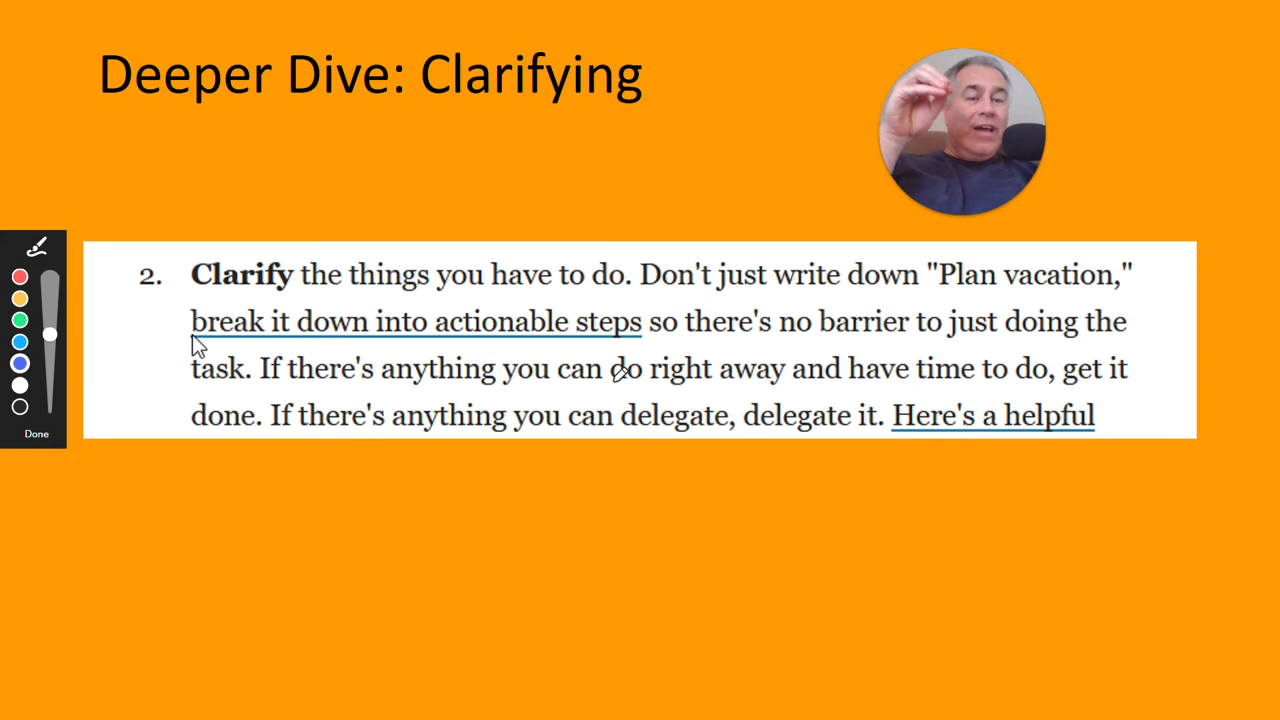 Deeper Dive: Clarifying
2. Clarify the things you have to do. Don't just write down "Plan vacation,"
break it down into actionable steps so there's no barrier to just doing the
task. If there's anything you can do right away and have time to do, get it
done. If there's anything you can delegate, delegate it. Here's a helpful
Done